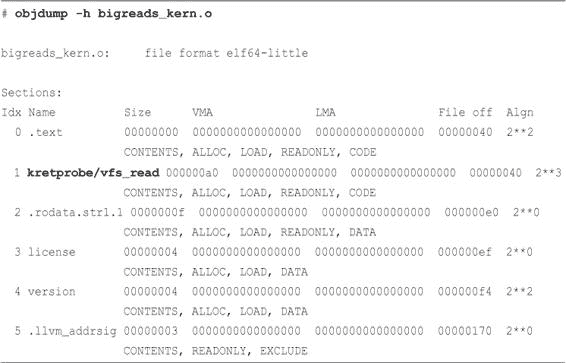 # objdump -h bigreads_kern.o
bigreads_kern.o:     file format elf64-little
Sections:
Idx Name          Size      VMA               LMA               File off  Algn
  0 .text         00000000  0000000000000000  0000000000000000  00000040  2**2
                  CONTENTS, ALLOC, LOAD, READONLY, CODE
  1 kretprobe/vfs_read 000000a0  0000000000000000  0000000000000000  00000040  2**3
                  CONTENTS, ALLOC, LOAD, READONLY, CODE
  2 .rodata.str1.1 0000000f  0000000000000000  0000000000000000  000000e0  2**0
                  CONTENTS, ALLOC, LOAD, READONLY, DATA
  3 license       00000004  0000000000000000  0000000000000000  000000ef  2**0
                  CONTENTS, ALLOC, LOAD, DATA
  4 version       00000004  0000000000000000  0000000000000000  000000f4  2**2
                  CONTENTS, ALLOC, LOAD, DATA
  5 .llvm_addrsig 00000003  0000000000000000  0000000000000000  00000170  2**0
                  CONTENTS, READONLY, EXCLUDE